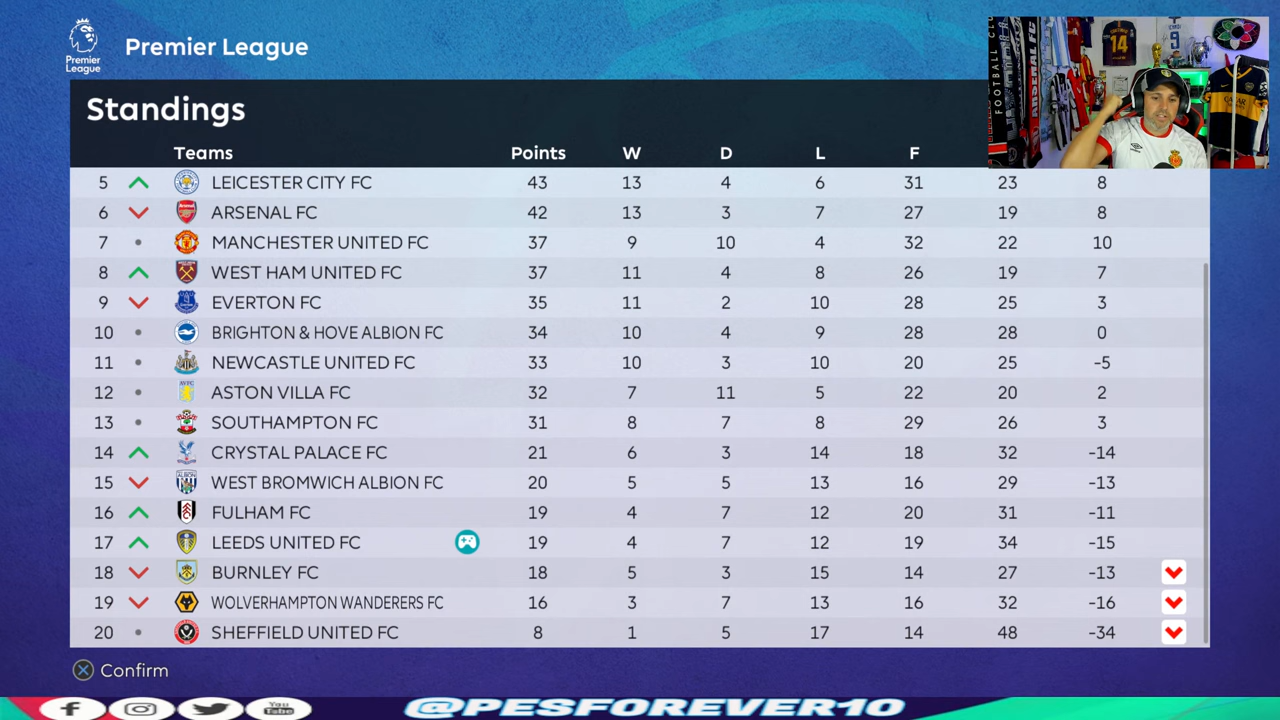 Premier League
Premier League
Standings
Teams Points W D L F
5 LEICESTER CITY FC 43 13 4 6 31 23 8
6 ARSENAL FC 42 13 3 7 27 19 8
7 MANCHESTER UNITED FC 37 9 10 4 32 22 10
8 WEST HAM UNITED FC 37 11 4 8 26 19 7
9 EVERTON FC 35 11 2 10 28 25 3
10 BRIGHTON & HOVE ALBION FC 34 10 4 9 28 28 0
11 NEWCASTLE UNITED FC 33 10 3 10 20 25 -5
12 ASTON VILLA FC 32 7 11 5 22 20 2
13 SOUTHAMPTON FC 31 8 7 8 29 26 3
14 CRYSTAL PALACE FC 21 6 3 14 18 32 -14
15 WEST BROMWICH ALBION FC 20 5 5 13 16 29 -13
16 FULHAM FC 19 4 7 12 20 31 -11
17 LEEDS UNITED FC 19 4 7 12 19 34 -15
18 BURNLEY FC 18 5 3 15 14 27 -13
19 WOLVERHAMPTON WANDERERS FC 16 3 7 13 16 32 -16
20 SHEFFIELD UNITED FC 8 1 5 17 14 48 -34
Confirm
@PESFOREVER10
You Tube
FOOTBALL CL
ARSENAL FC
14
9